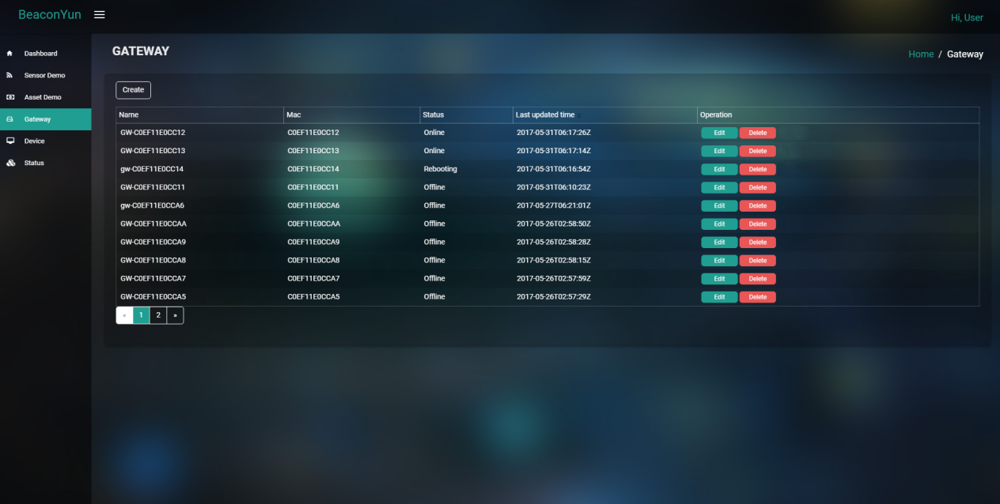 BeaconYun
Hi, User
Dashboard
Sensor Demo
Asset Demo
Gateway
Device
Status
GATEWAY
Home / Gateway
Create
Name Mac Status Last updated time Operation
GW-C0EF11E0CC12 C0EF11E0CC12 Online 2017-05-31T06:17:26Z Edit Delete
GW-C0EF11E0CC13 C0EF11E0CC13 Online 2017-05-31T06:17:14Z Edit Delete
gw-C0EF11E0CC14 C0EF11E0CC14 Rebooting 2017-05-31T06:16:54Z Edit Delete
GW-C0EF11E0CC11 C0EF11E0CC11 Offline 2017-05-31T06:10:23Z Edit Delete
gw-C0EF11E0CCA6 C0EF11E0CCA6 Offline 2017-05-27T06:21:01Z Edit Delete
GW-C0EF11E0CCAA C0EF11E0CCAA Offline 2017-05-26T02:58:50Z Edit Delete
GW-C0EF11E0CCA9 C0EF11E0CCA9 Offline 2017-05-26T02:58:28Z Edit Delete
GW-C0EF11E0CCA8 C0EF11E0CCA8 Offline 2017-05-26T02:58:15Z Edit Delete
GW-C0EF11E0CCA7 C0EF11E0CCA7 Offline 2017-05-26T02:57:59Z Edit Delete
GW-C0EF11E0CCA5 C0EF11E0CCA5 Offline 2017-05-26T02:57:29Z Edit Delete
« 1 2 »